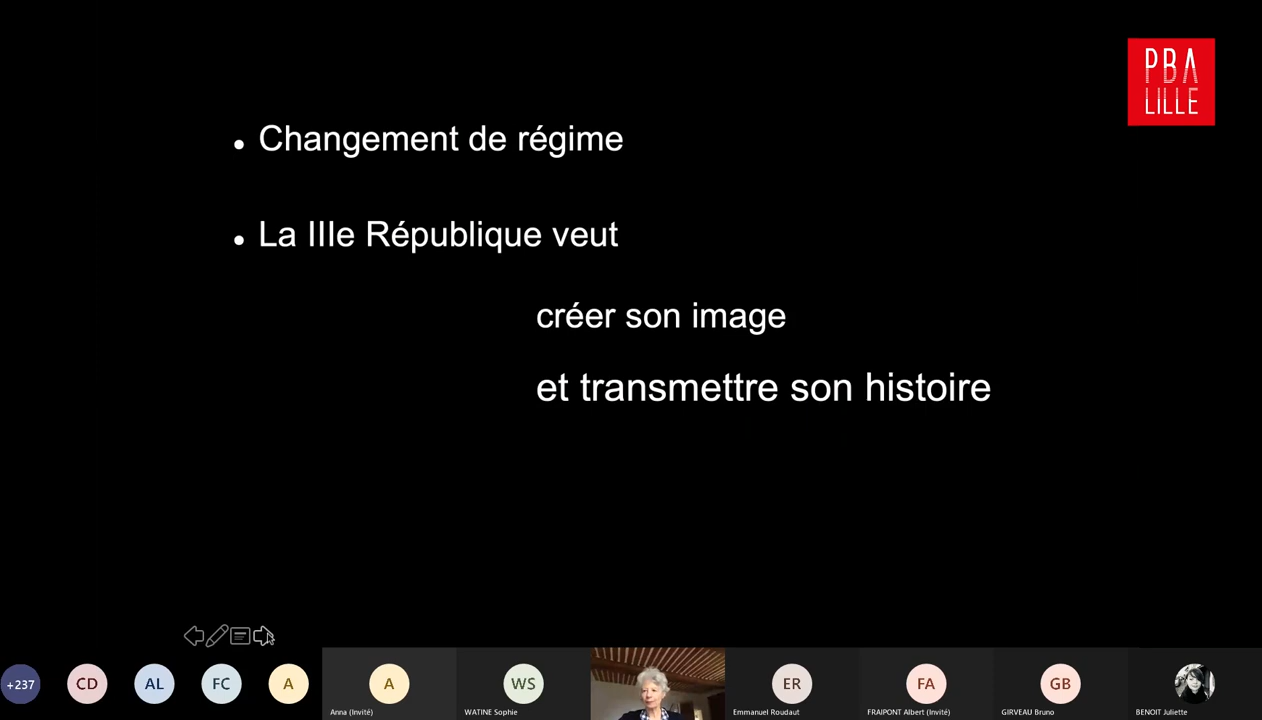 PBA
LILLE
• Changement de régime
• La IIIe République veut
créer son image
et transmettre son histoire
+237
CD
AL
FC
A
A
Anna (Invité)
WS
WATINE Sophie
ER
Emmanuel Roudaut
FA
FRAIPONT Albert (Invité)
GB
GIRVEAU Bruno
BENOIT Juliette